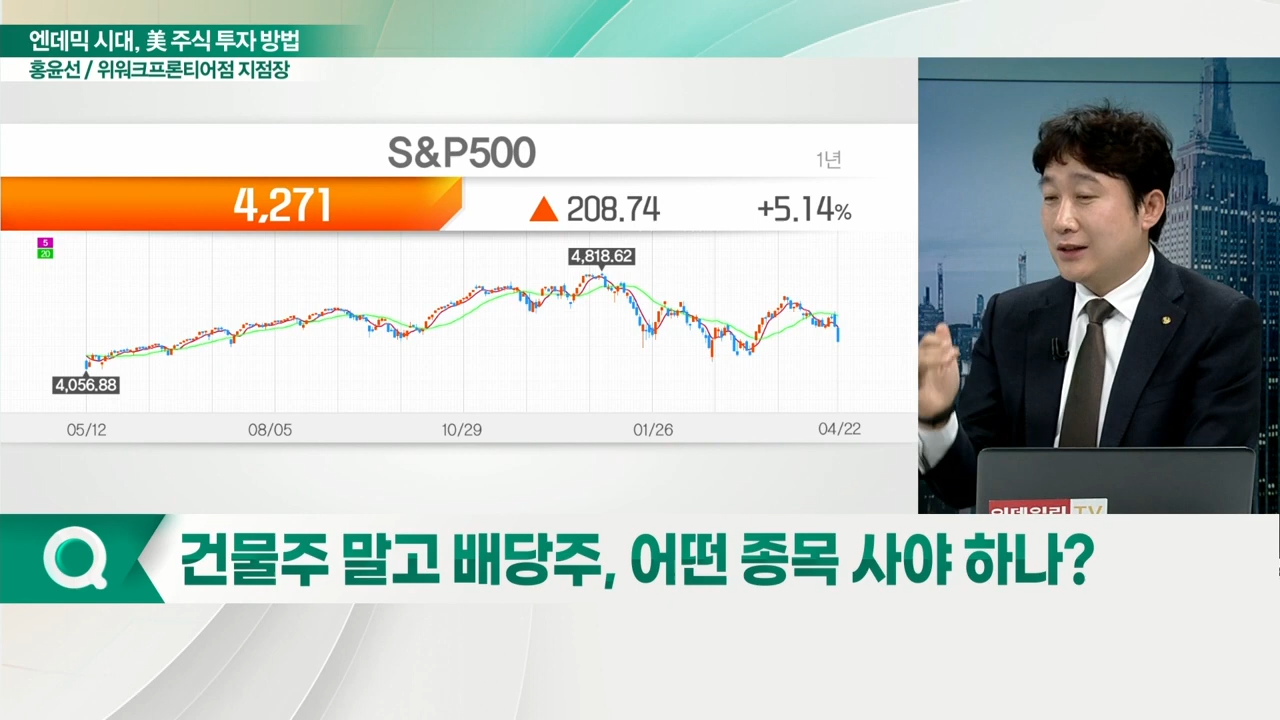 엔데믹 시대, 美 주식 투자 방법
홍윤선 / 위워크프론티어점 지점장
S&P500
1년
4,271
▲ 208.74
+5.14%
5
20
4,818.62
4,056.88
05/12
08/05
10/29
01/26
04/22
TV
건물주 말고 배당주, 어떤 종목 사야 하나?